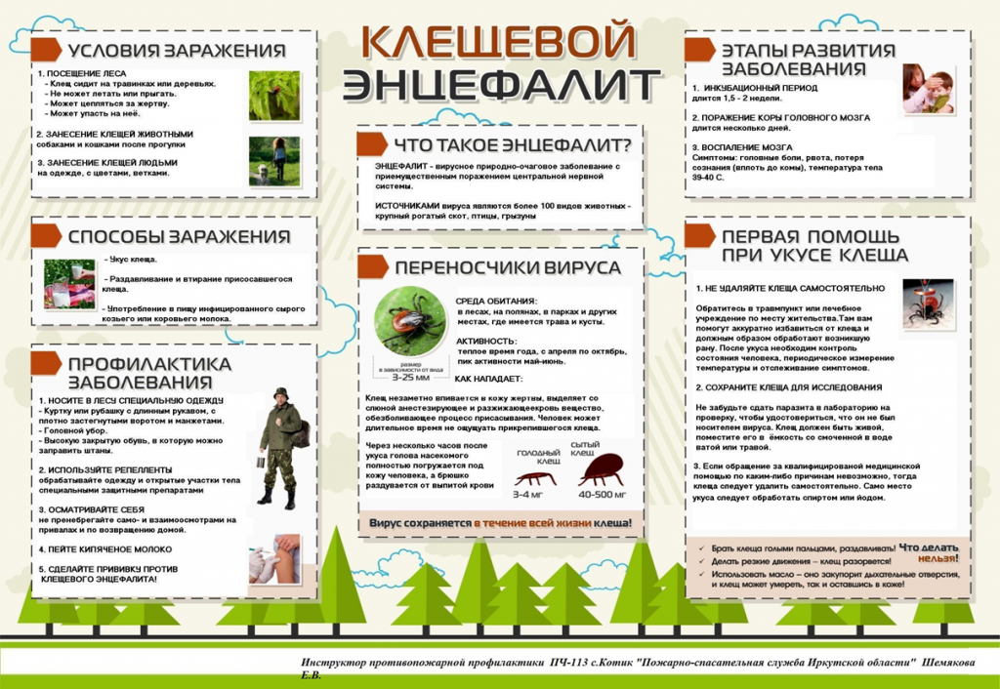 КЛЕЩЕВОЙ
ЭНЦЕФАЛИТ
УСЛОВИЯ ЗАРАЖЕНИЯ
1. ПОСЕЩЕНИЕ ЛЕСА
- Клещ сидит на травинках или деревьях.
- Не может летать или прыгать.
- Может цепляться за жертву.
- Может упасть на неё.
2. ЗАНЕСЕНИЕ КЛЕЩЕЙ ЖИВОТНЫМИ
собаками и кошками после прогулки
3. ЗАНЕСЕНИЕ КЛЕЩЕЙ ЛЮДЬМИ
на одежде, с цветами, ветками.
СПОСОБЫ ЗАРАЖЕНИЯ
- Укус клеща.
- Раздавливание и втирание присосавшегося
клеща.
- Употребление в пищу инфицированного сырого
козьего или коровьего молока.
ПРОФИЛАКТИКА
ЗАБОЛЕВАНИЯ
1. НОСИТЕ В ЛЕСУ СПЕЦИАЛЬНУЮ ОДЕЖДУ
- Куртку или рубашку с длинным рукавом, с
плотно застегнутыми воротом и манжетами.
- Головной убор.
- Высокую закрытую обувь, в которую можно
заправить штаны.
2. ИСПОЛЬЗУЙТЕ РЕПЕЛЛЕНТЫ
обрабатывайте одежду и открытые участки тела
специальными защитными препаратами
3. ОСМАТРИВАЙТЕ СЕБЯ
не пренебрегайте само- и взаимоосмотрами на
привалах и по возвращению домой.
4. ПЕЙТЕ КИПЯЧЕНОЕ МОЛОКО
5. СДЕЛАЙТЕ ПРИВИВКУ ПРОТИВ
КЛЕЩЕВОГО ЭНЦЕФАЛИТА!
ЧТО ТАКОЕ ЭНЦЕФАЛИТ?
ЭНЦЕФАЛИТ - вирусное природно-очаговое заболевание с
приемущественным поражением центральной нервной
системы.
ИСТОЧНИКАМИ вируса являются более 100 видов животных -
крупный рогатый скот, птицы, грызуны
ПЕРЕНОСЧИКИ ВИРУСА
СРЕДА ОБИТАНИЯ:
в лесах, на полянах, в парках и других
местах, где имеется трава и кусты.
АКТИВНОСТЬ:
теплое время года, с апреля по октябрь,
пик активности май-июнь.
размер
в зависимости от вида
3-25 мм
КАК НАПАДАЕТ:
Клещ незаметно впивается в кожу жертвы, выделяет со
слюной анестезирующее и разжижающеекровь вещество,
обезболивающее процесс присасывания. Человек может
длительное время не ощущать прикрепившегося клеща.
Через несколько часов после
укуса голова насекомого
полностью погружается под
кожу человека, а брюшко
раздувается от выпитой крови
голодный
клещ
3-4 мг
сытый
клещ
40-500 мг
Вирус сохраняется в течение всей жизни клеща!
ЭТАПЫ РАЗВИТИЯ
ЗАБОЛЕВАНИЯ
1. ИНКУБАЦИОННЫЙ ПЕРИОД
длится 1,5 - 2 недели.
2. ПОРАЖЕНИЕ КОРЫ ГОЛОВНОГО МОЗГА
длится несколько дней.
3. ВОСПАЛЕНИЕ МОЗГА
Симптомы: головные боли, рвота, потеря
сознания (вплоть до комы), температура тела
39-40 С.
ПЕРВАЯ ПОМОЩЬ
ПРИ УКУСЕ КЛЕЩА
1. НЕ УДАЛЯЙТЕ КЛЕЩА САМОСТОЯТЕЛЬНО
Обратитесь в травмпункт или лечебное
учреждение по месту жительства.Там вам
помогут аккуратно избавиться от клеща и
должным образом обработают возникшую
рану. После укуса необходим контроль
состояния человека, периодическое измерение
температуры и отслеживание симптомов.
2. СОХРАНИТЕ КЛЕЩА ДЛЯ ИССЛЕДОВАНИЯ
Не забудьте сдать паразита в лабораторию на
проверку, чтобы удостовериться, что он не был
носителем вируса. Клещ должен быть живой,
поместите его в ёмкость со смоченной в воде
ватой или травой.
3. Если обращение за квалифицированой медицинской
помощью по каким-либо причинам невозможно, тогда
клеща следует удалить самостоятельно. Само место
укуса следует обработать спиртом или йодом.
Что делать
нельзя!
✓ Брать клеща голыми пальцами, раздавливать!
✓ Делать резкие движения – клещ разорвется!
✓ Использовать масло – оно закупорит дыхательные отверстия,
и клещ может умереть, так и оставшись в коже!
Инструктор противопожарной профилактики ПЧ-113 с.Котик "Пожарно-спасательная служба Иркутской области" Шемякова
Е.В.